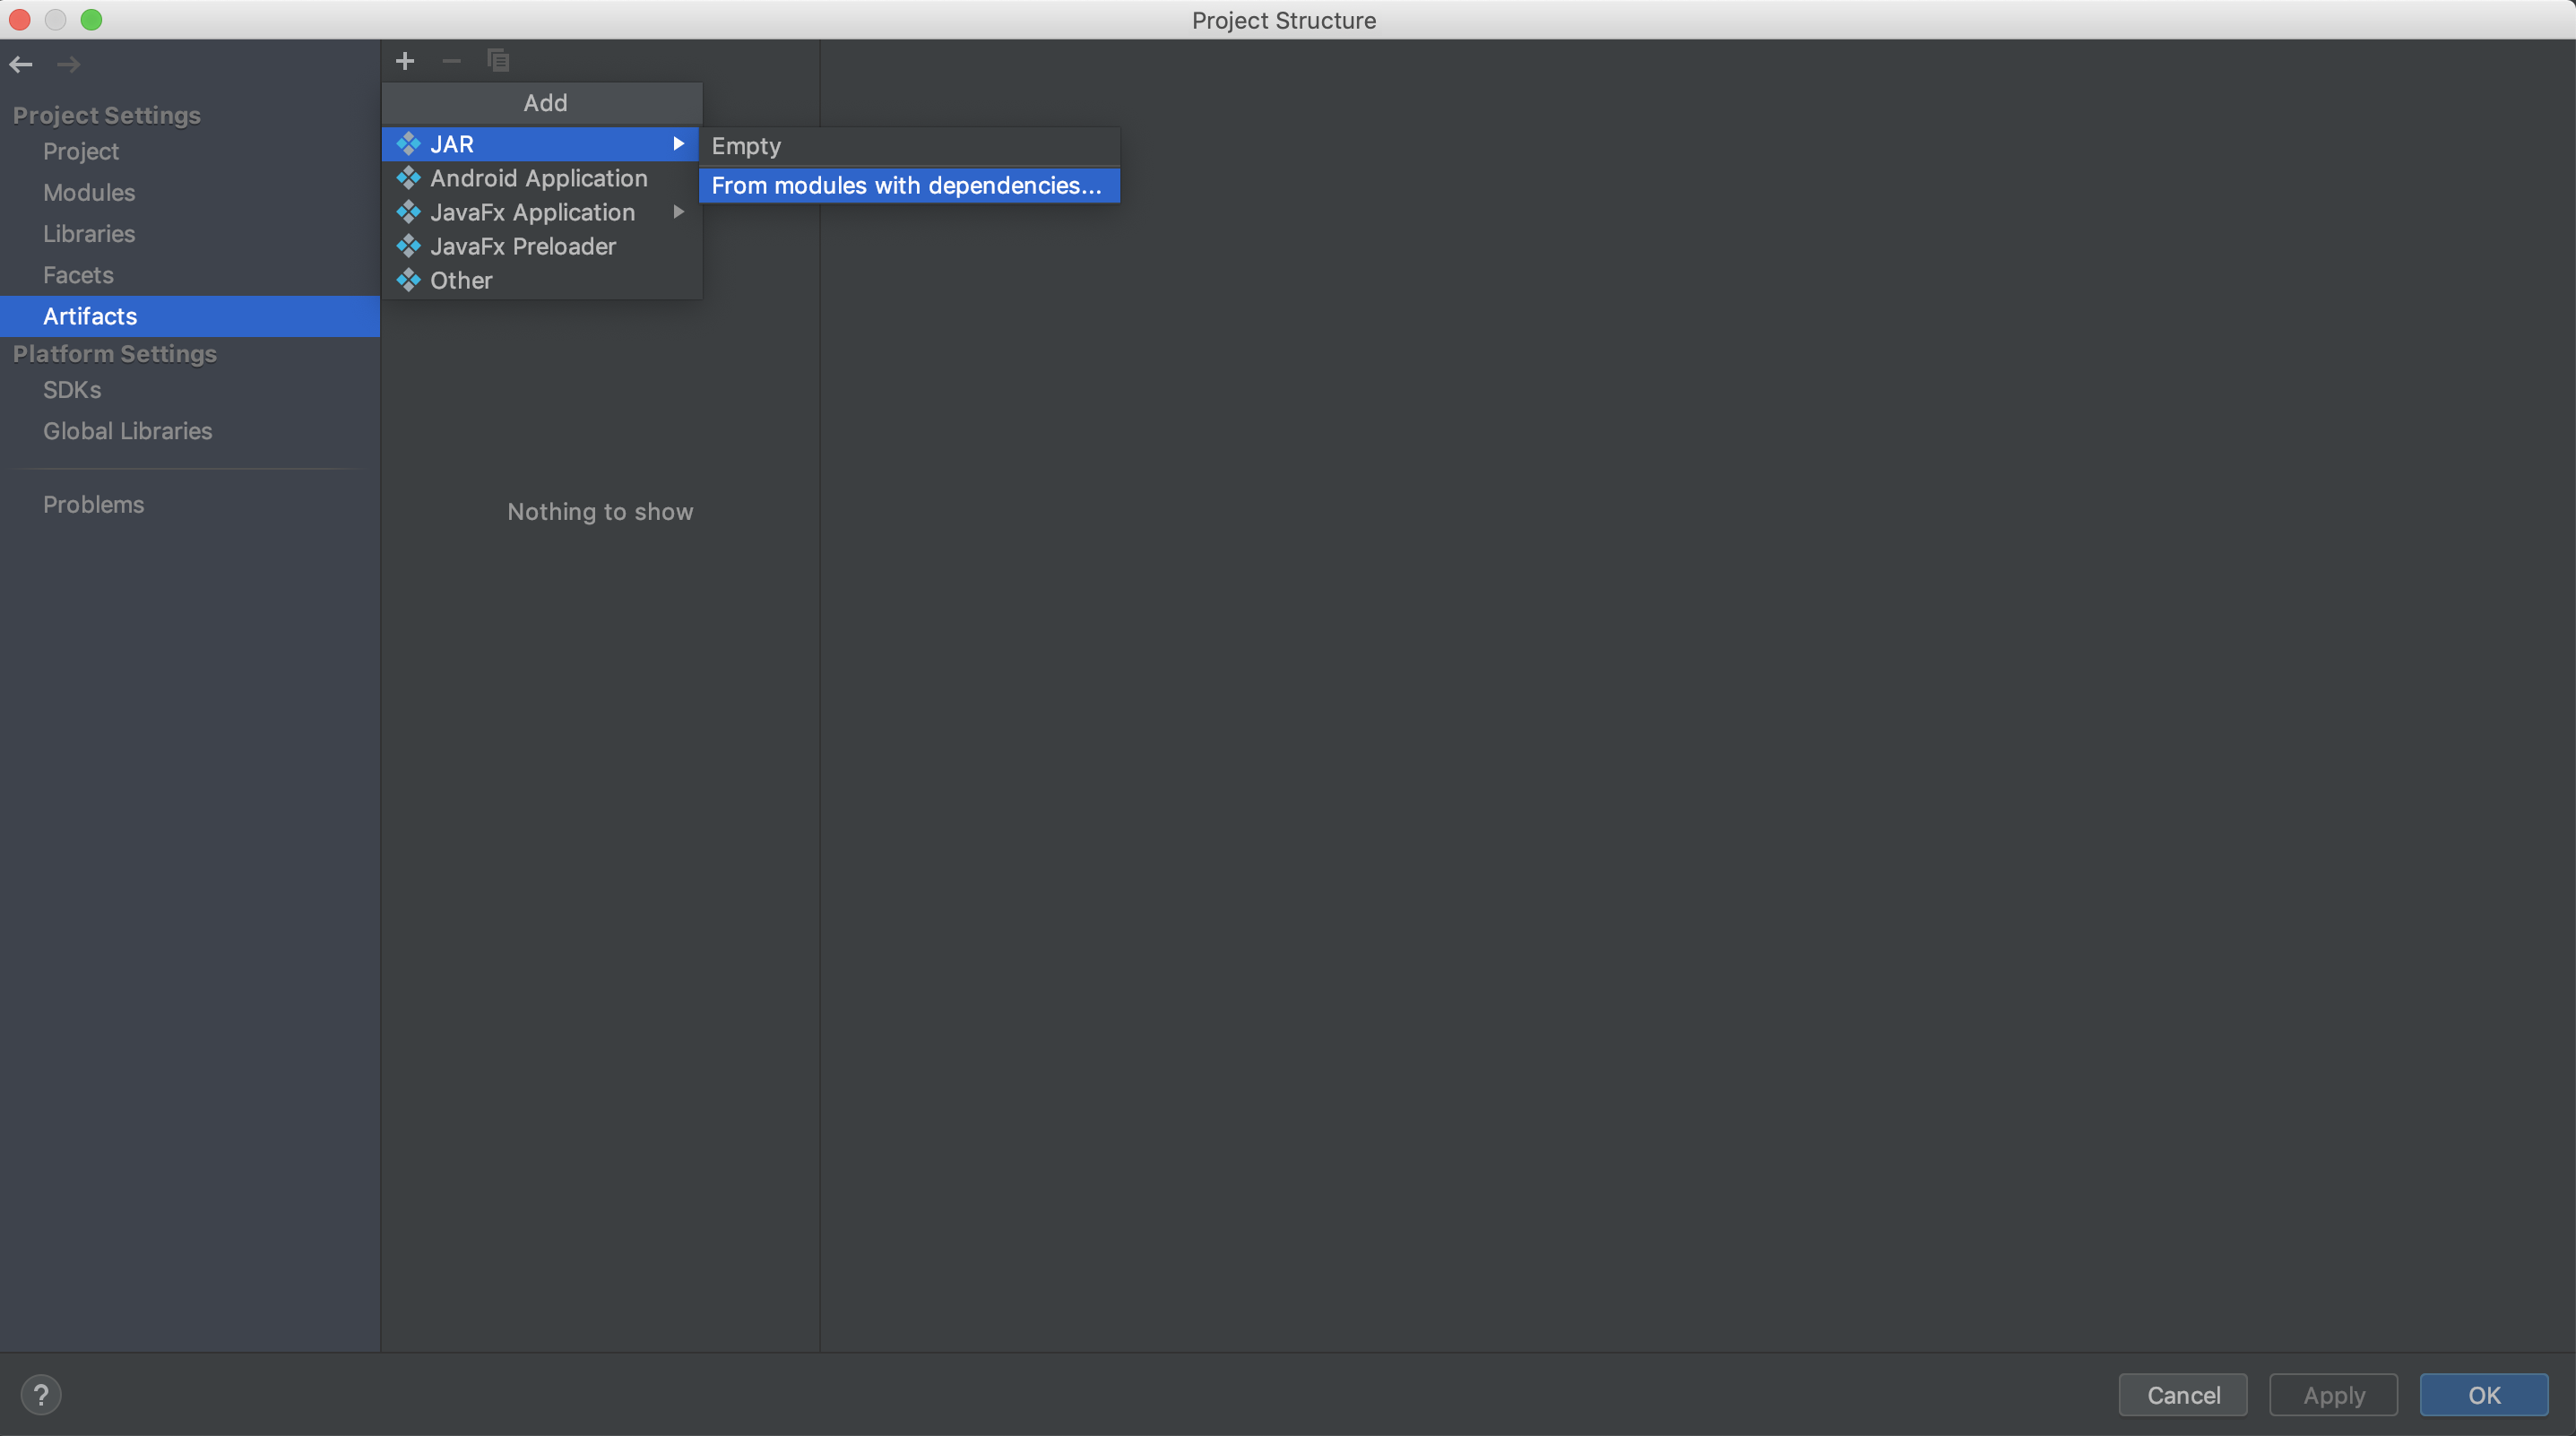 Project Structure
Project Settings
Project
Modules
Libraries
Facets
Artifacts
Platform Settings
SDKs
Global Libraries
Problems
Add
JAR
Android Application
JavaFx Application
JavaFx Preloader
Other
Empty
From modules with dependencies...
Nothing to show
?
Cancel
Apply
OK